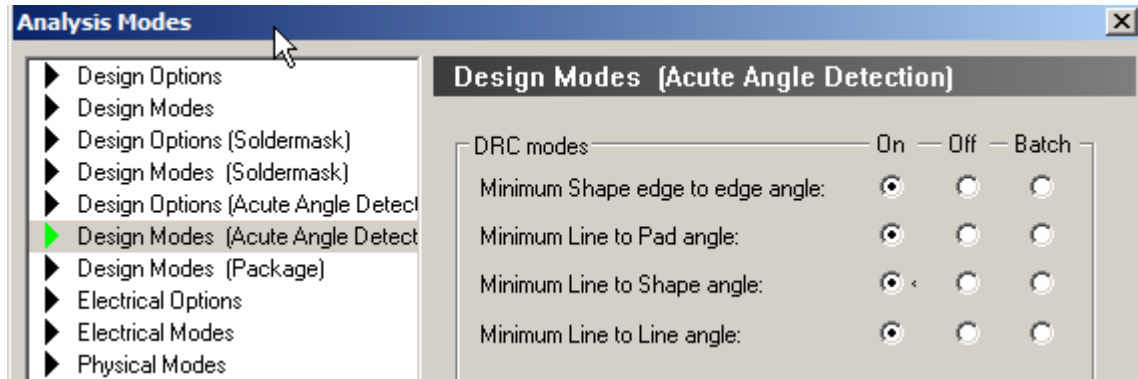 Analysis Modes
Design Options
Design Modes
Design Options (Soldermask)
Design Modes (Soldermask)
Design Options (Acute Angle Detect
Design Modes (Acute Angle Detect
Design Modes (Package)
Electrical Options
Electrical Modes
Physical Modes
Design Modes (Acute Angle Detection)
DRC modes On Off Batch
Minimum Shape edge to edge angle:
Minimum Line to Pad angle:
Minimum Line to Shape angle:
Minimum Line to Line angle: